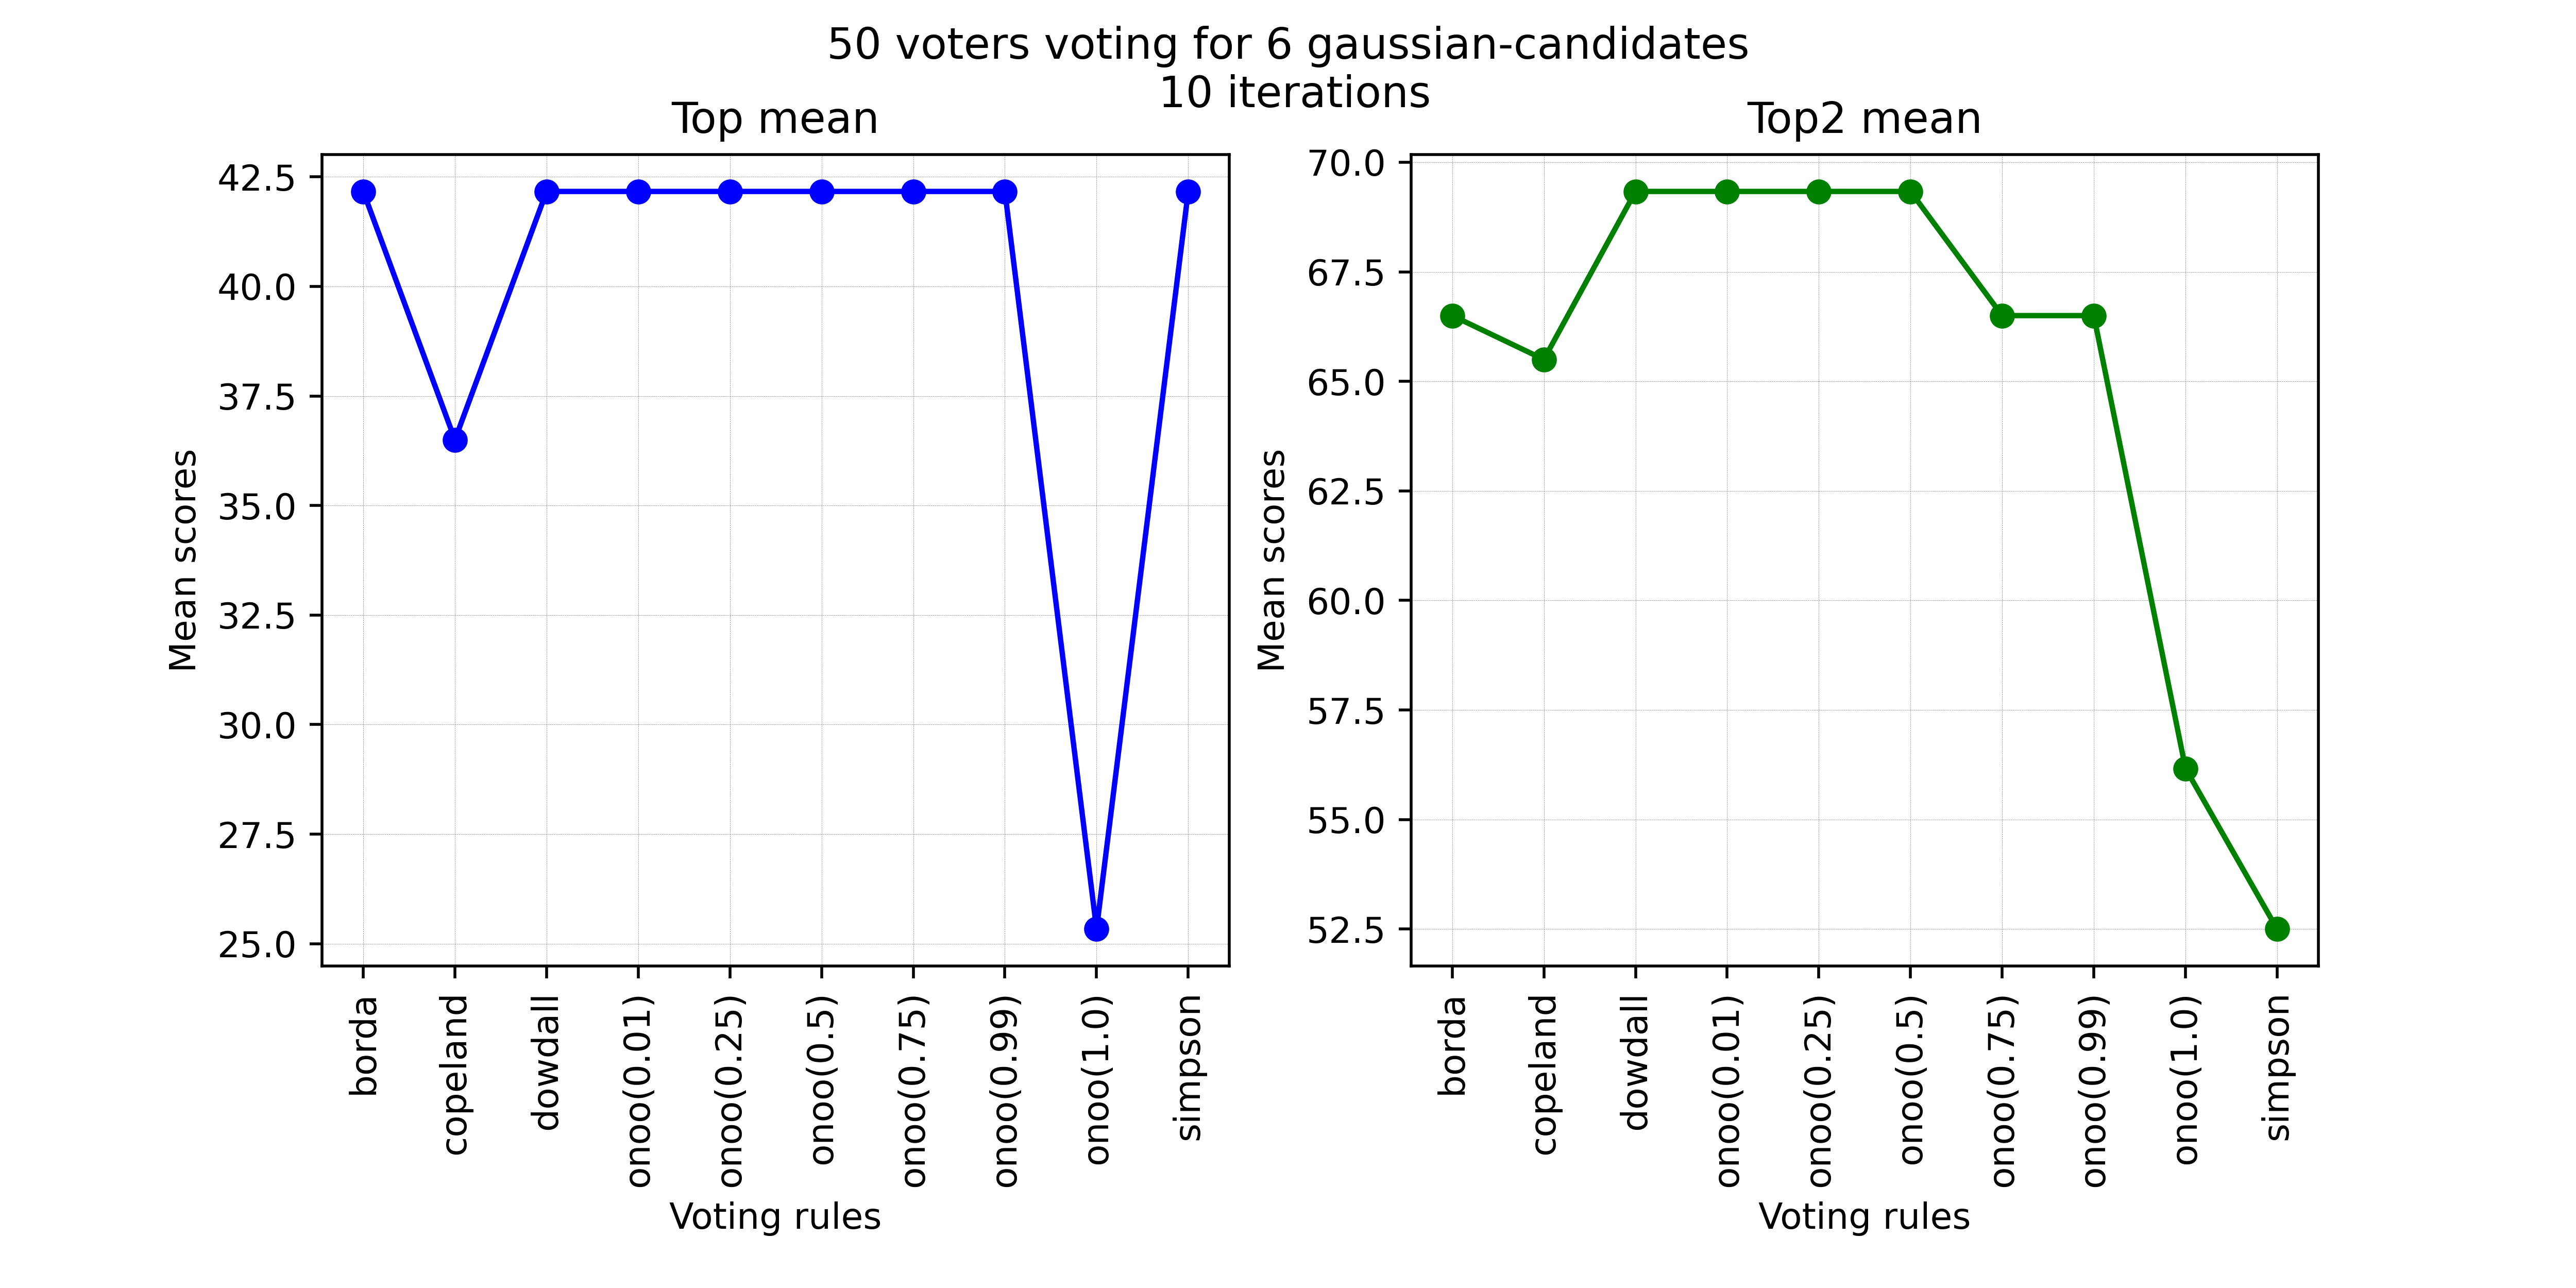 50 voters voting for 6 gaussian-candidates
10 iterations
Top mean
42.5
40.0
37.5
35.0
32.5
30.0
27.5
25.0
Mean scores
borda
copeland
dowdall
onoo(0.01)
onoo(0.25)
onoo(0.5)
onoo(0.75)
onoo(0.99)
onoo(1.0)
simpson
Voting rules
Top2 mean
70.0
67.5
65.0
62.5
60.0
57.5
55.0
52.5
Mean scores
borda
copeland
dowdall
onoo(0.01)
onoo(0.25)
onoo(0.5)
onoo(0.75)
onoo(0.99)
onoo(1.0)
simpson
Voting rules